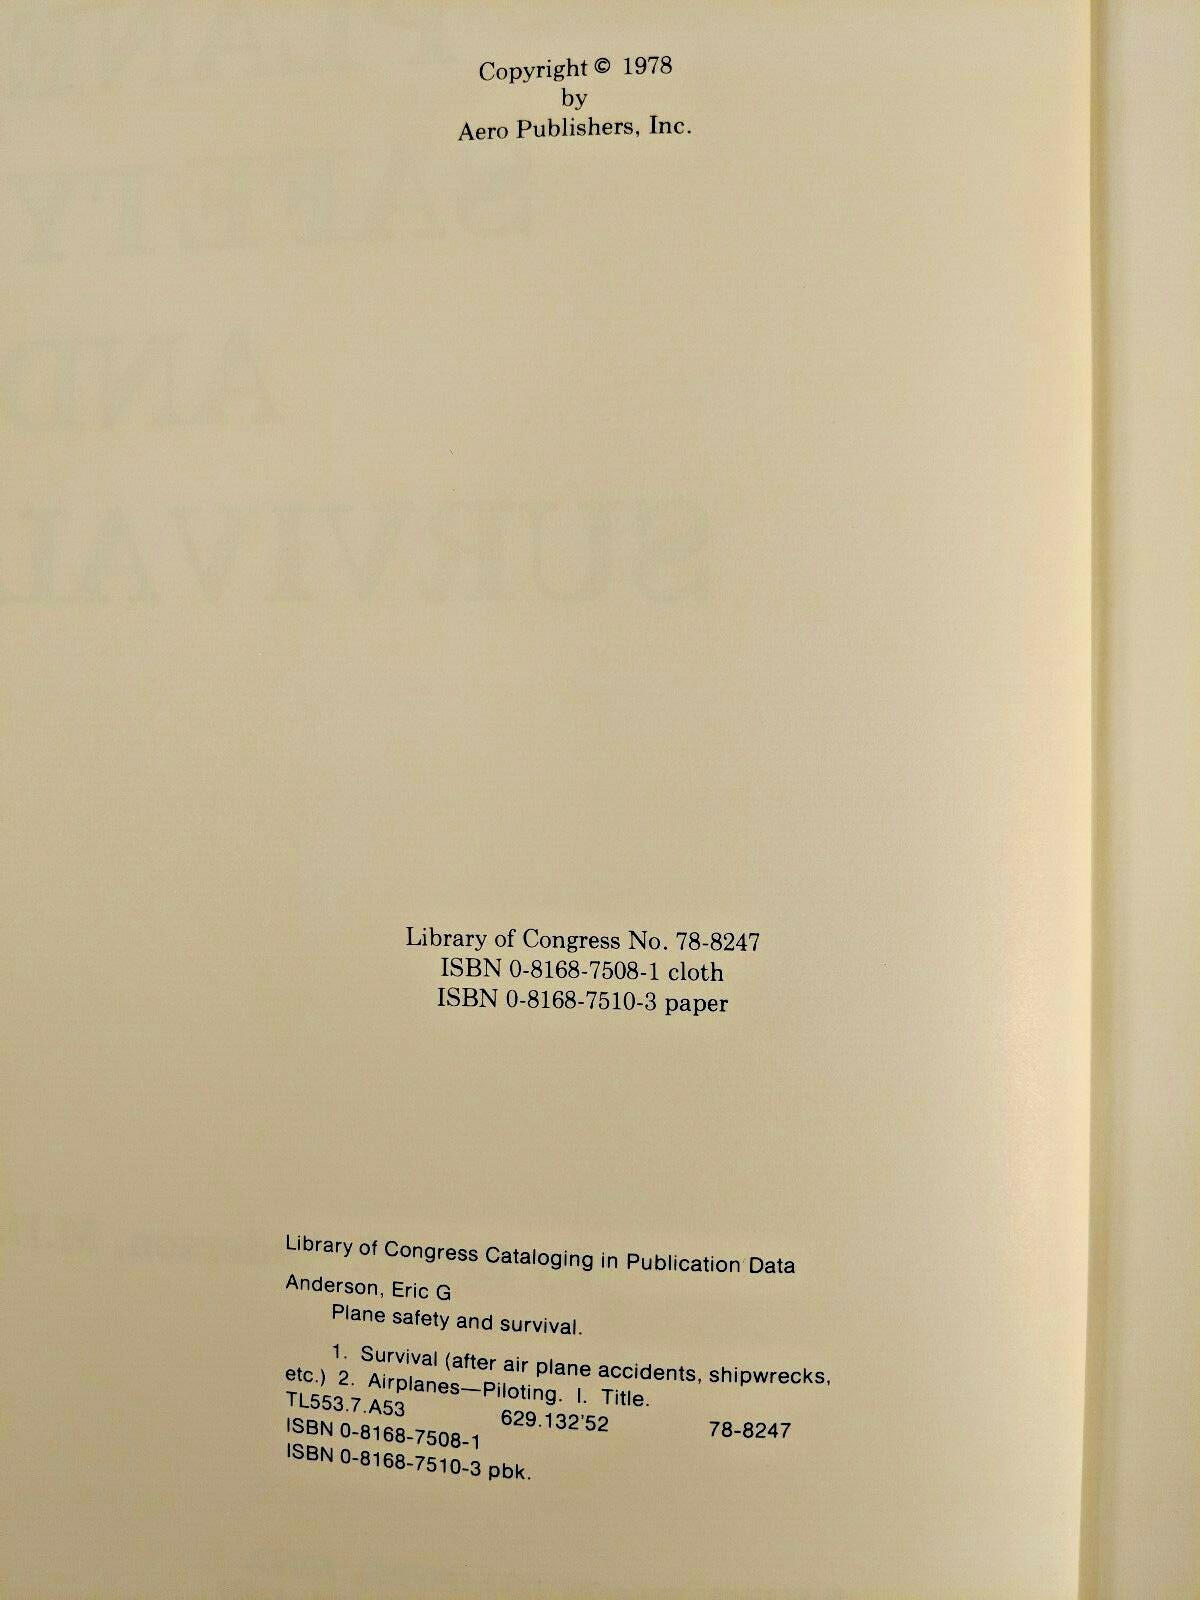 Copyright © 1978
by
Aero Publishers, Inc.
SAFETY
AND
SURVIVAL
Library of Congress No. 78-8247
ISBN 0-8168-7508-1 cloth
ISBN 0-8168-7510-3 paper
Library of Congress Cataloging in Publication Data
Anderson, Eric G
Plane safety and survival.
1. Survival (after air plane accidents, shipwrecks,
etc.) 2. Airplanes—Piloting. I. Title.
TL553.7.A53 629.132'52 78-8247
ISBN 0-8168-7508-1
ISBN 0-8168-7510-3 pbk.